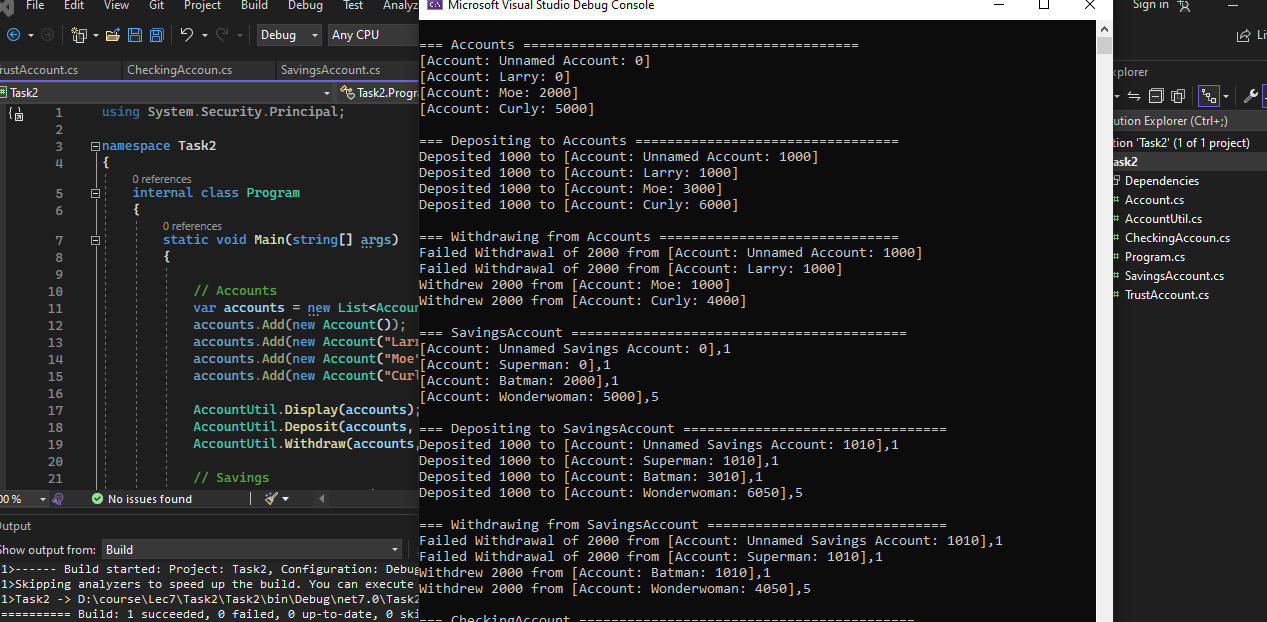 File Edit View Git Project Build Debug Test Analyz
Microsoft Visual Studio Debug Console
Sign in
Debug Any CPU
Li
rustAccount.cs CheckingAccoun.cs SavingsAccount.cs
Task2 Task2.Progra
1 using System.Security.Principal;
2
3 namespace Task2
4 {
0 references
5 internal class Program
6 {
0 references
7 static void Main(string[] args)
8 {
9
10 // Accounts
11 var accounts = new List<Accoun
12 accounts.Add(new Account());
13 accounts.Add(new Account("Larr
14 accounts.Add(new Account("Moe"
15 accounts.Add(new Account("Curl
16
17 AccountUtil.Display(accounts);
18 AccountUtil.Deposit(accounts,
19 AccountUtil.Withdraw(accounts,
20
21 // Savings
00 % No issues found
Output
Show output from: Build
1>------ Build started: Project: Task2, Configuration: Debug
1>Skipping analyzers to speed up the build. You can execute
1>Task2 -> D:\course\Lec7\Task2\Task2\bin\Debug\net7.0\Task2
========== Build: 1 succeeded, 0 failed, 0 up-to-date, 0 ski
=== Accounts ==========================================
[Account: Unnamed Account: 0]
[Account: Larry: 0]
[Account: Moe: 2000]
[Account: Curly: 5000]
=== Depositing to Accounts =================================
Deposited 1000 to [Account: Unnamed Account: 1000]
Deposited 1000 to [Account: Larry: 1000]
Deposited 1000 to [Account: Moe: 3000]
Deposited 1000 to [Account: Curly: 6000]
=== Withdrawing from Accounts ==============================
Failed Withdrawal of 2000 from [Account: Unnamed Account: 1000]
Failed Withdrawal of 2000 from [Account: Larry: 1000]
Withdrew 2000 from [Account: Moe: 1000]
Withdrew 2000 from [Account: Curly: 4000]
=== SavingsAccount ==========================================
[Account: Unnamed Savings Account: 0],1
[Account: Superman: 0],1
[Account: Batman: 2000],1
[Account: Wonderwoman: 5000],5
=== Depositing to SavingsAccount =================================
Deposited 1000 to [Account: Unnamed Savings Account: 1010],1
Deposited 1000 to [Account: Superman: 1010],1
Deposited 1000 to [Account: Batman: 3010],1
Deposited 1000 to [Account: Wonderwoman: 6050],5
=== Withdrawing from SavingsAccount ==============================
Failed Withdrawal of 2000 from [Account: Unnamed Savings Account: 1010],1
Failed Withdrawal of 2000 from [Account: Superman: 1010],1
Withdrew 2000 from [Account: Batman: 1010],1
Withdrew 2000 from [Account: Wonderwoman: 4050],5
=== CheckingAccount ==========================================
xplorer
ution Explorer (Ctrl+;)
tion 'Task2' (1 of 1 project)
ask2
Dependencies
Account.cs
AccountUtil.cs
CheckingAccoun.cs
Program.cs
SavingsAccount.cs
TrustAccount.cs